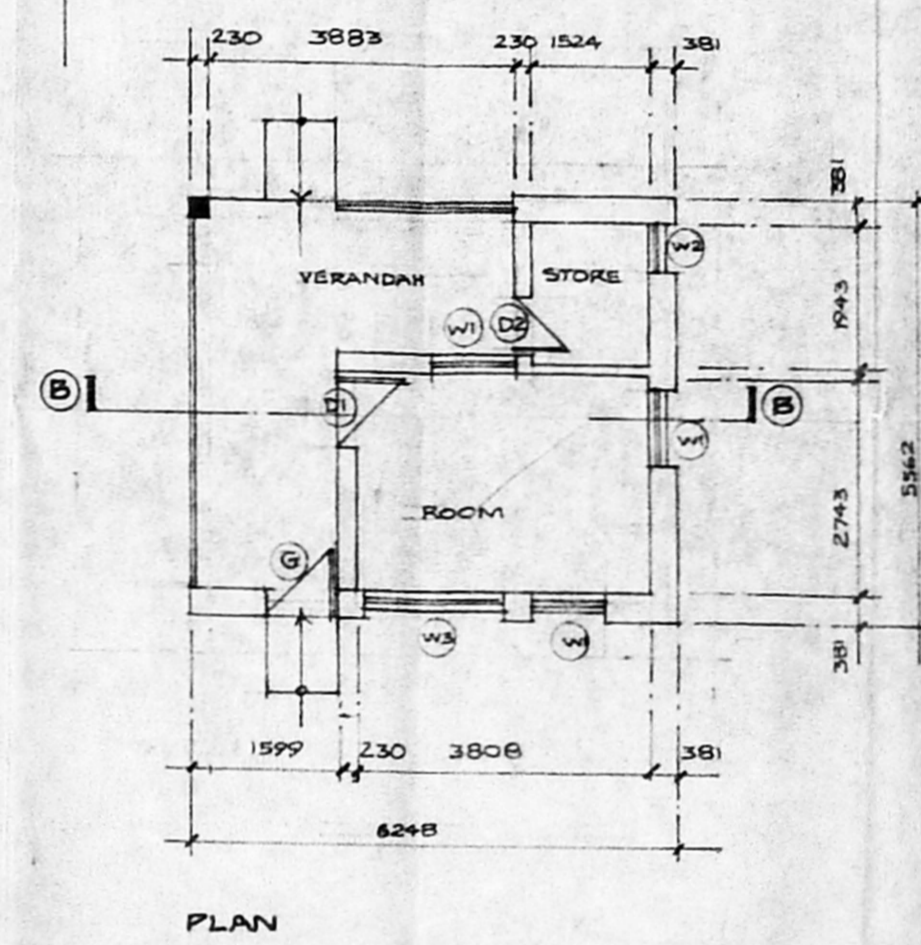 230 3883 230 1524 381
381
W2
VERANDAH STORE
W1 D2
1943
B D1 B
W1
5562
ROOM
2743
G
W3
381
1599 230 3808 381
6248
PLAN